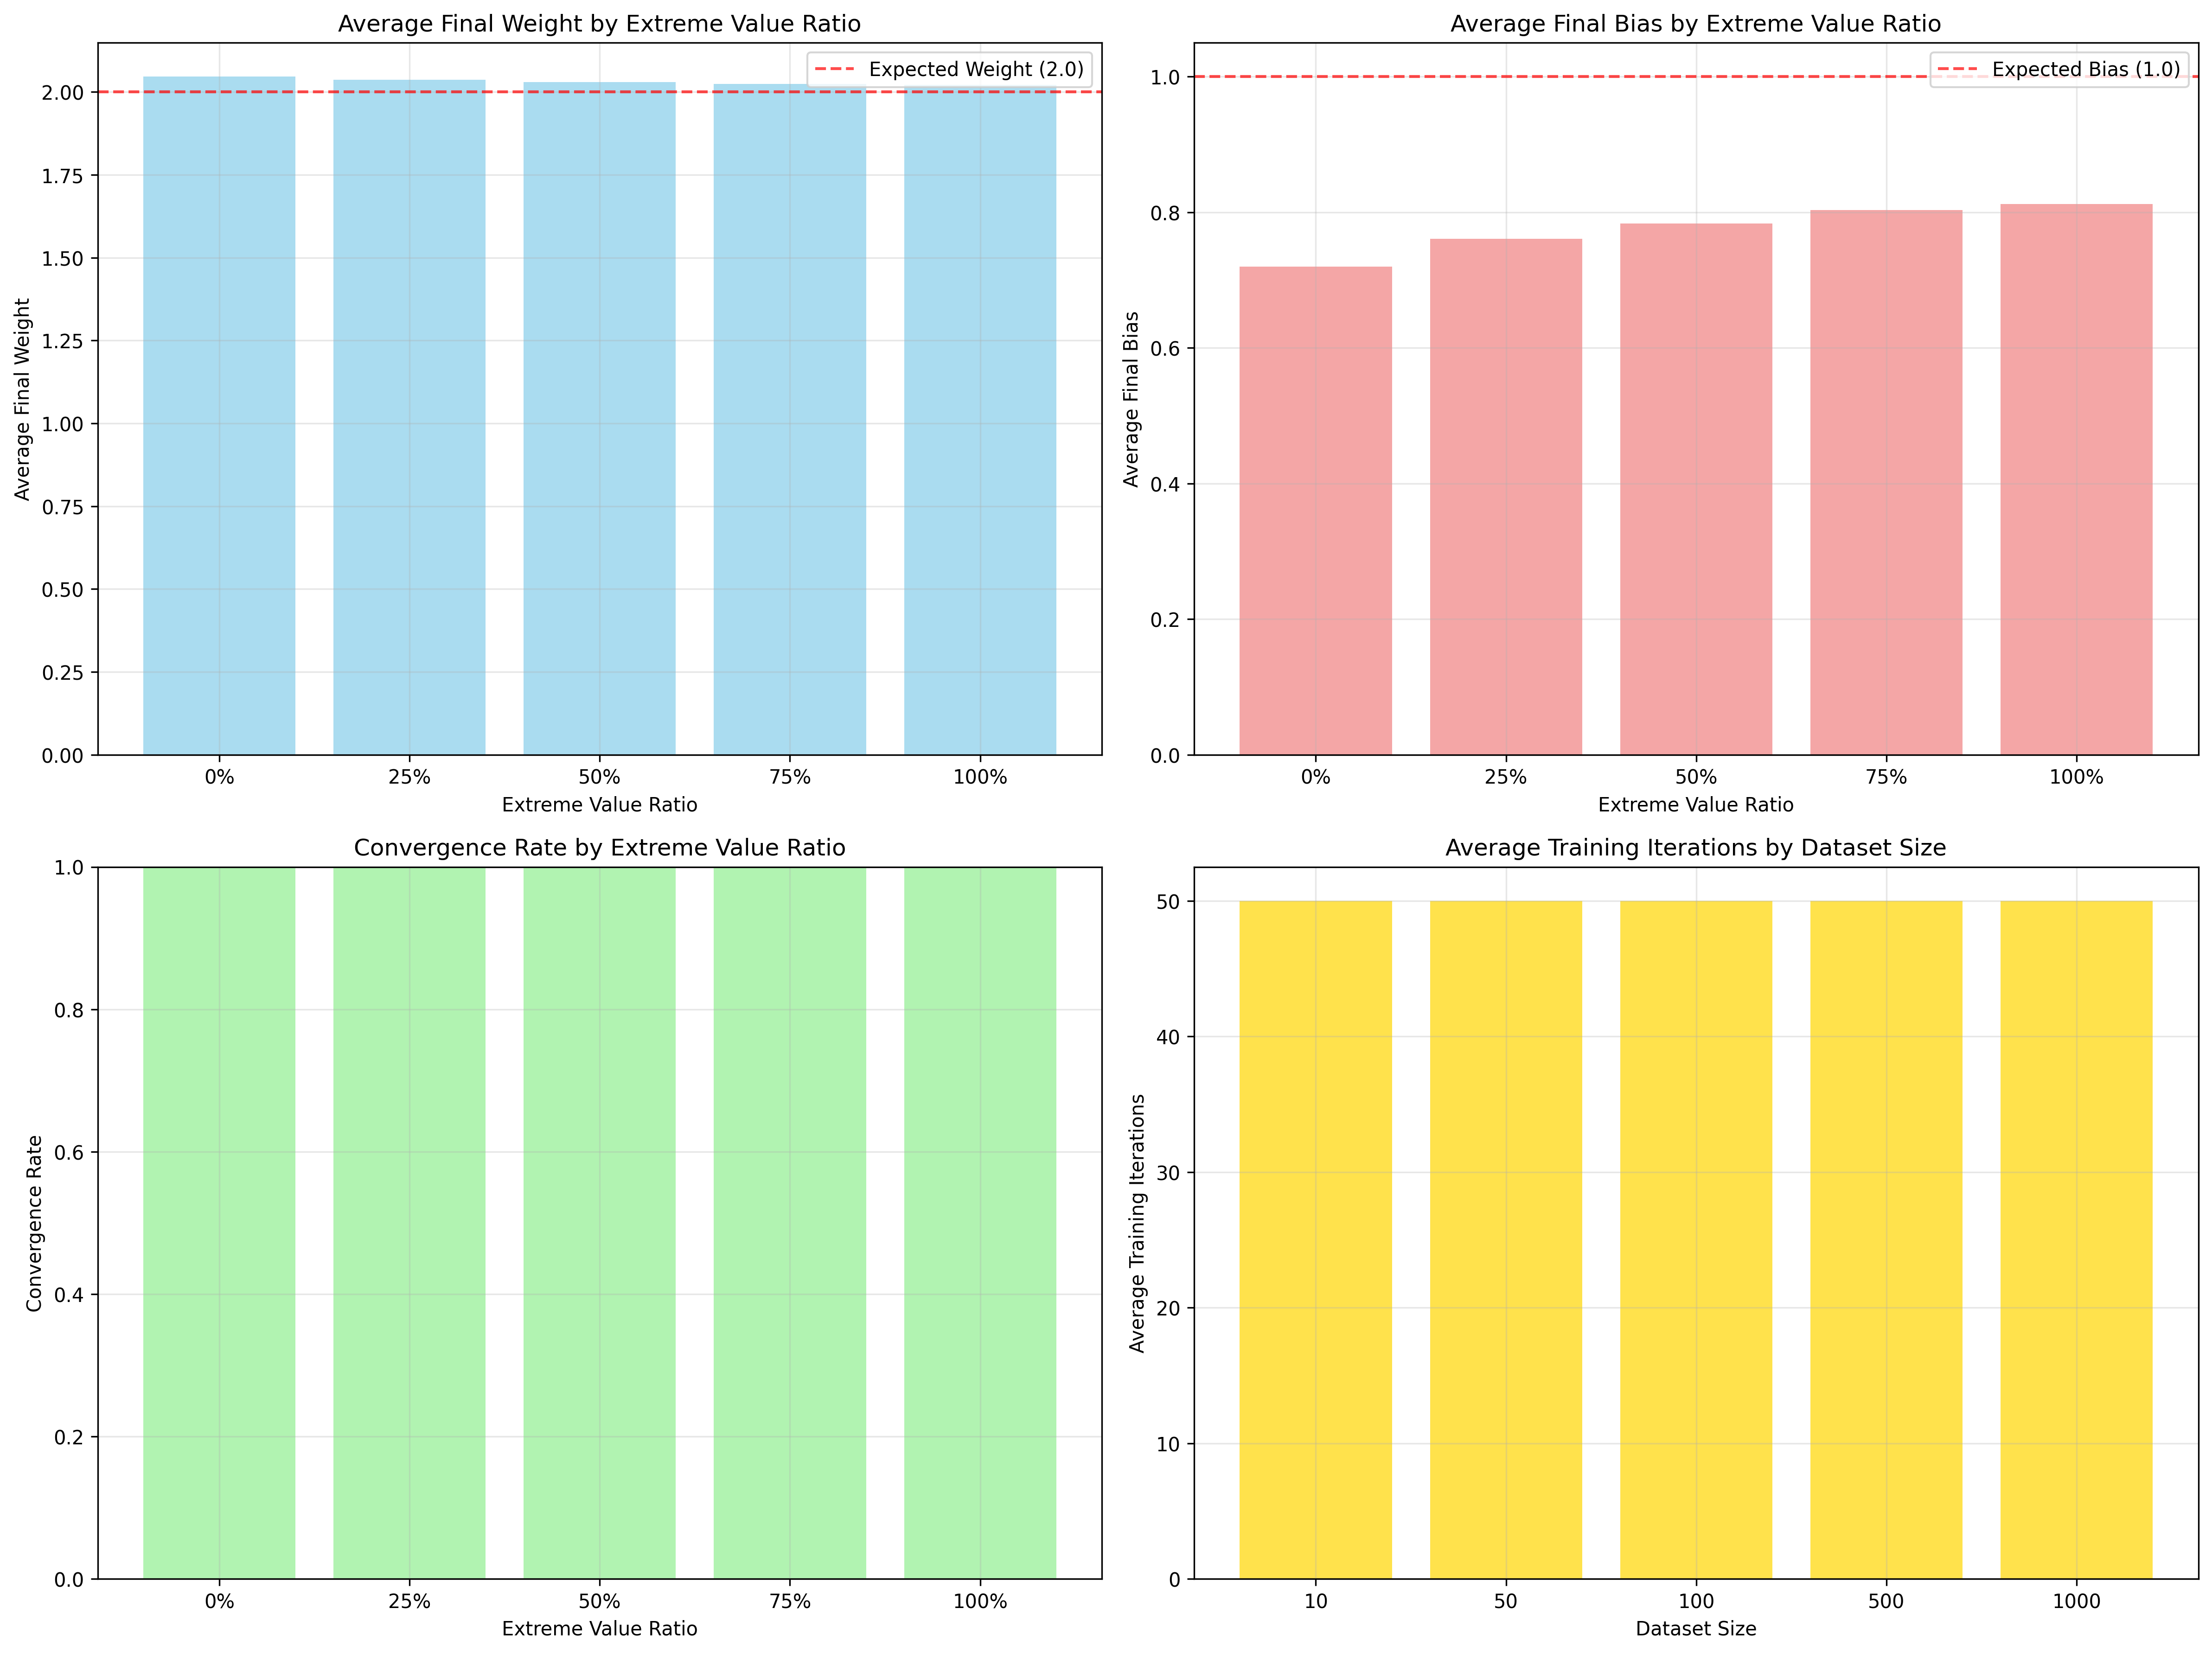 Average Final Weight by Extreme Value Ratio
Expected Weight (2.0)
2.00
1.75
1.50
1.25
1.00
0.75
0.50
0.25
0.00
Average Final Weight
0% 25% 50% 75% 100%
Extreme Value Ratio
Average Final Bias by Extreme Value Ratio
Expected Bias (1.0)
1.0
0.8
0.6
0.4
0.2
0.0
Average Final Bias
0% 25% 50% 75% 100%
Extreme Value Ratio
Convergence Rate by Extreme Value Ratio
1.0
0.8
0.6
0.4
0.2
0.0
Convergence Rate
0% 25% 50% 75% 100%
Extreme Value Ratio
Average Training Iterations by Dataset Size
50
40
30
20
10
0
Average Training Iterations
10 50 100 500 1000
Dataset Size